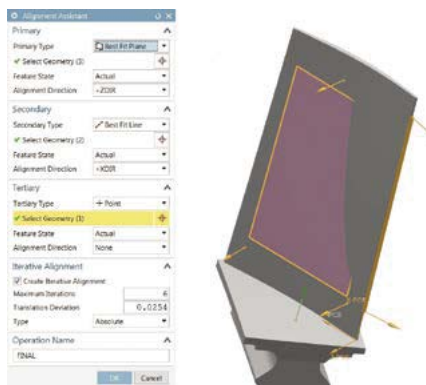 Alignment Assistant
Primary
Primary Type Best Fit Plane
Select Geometry (3)
Feature State Actual
Alignment Direction +ZDIR
Secondary
Secondary Type Best Fit Line
Select Geometry (2)
Feature State Actual
Alignment Direction +XDIR
Tertiary
Tertiary Type Point
Select Geometry (1)
Feature State Actual
Alignment Direction None
Iterative Alignment
Create Iterative Alignment
Maximum Iterations 6
Translation Deviation 0.0254
Type Absolute
Operation Name
FINAL
OK Cancel